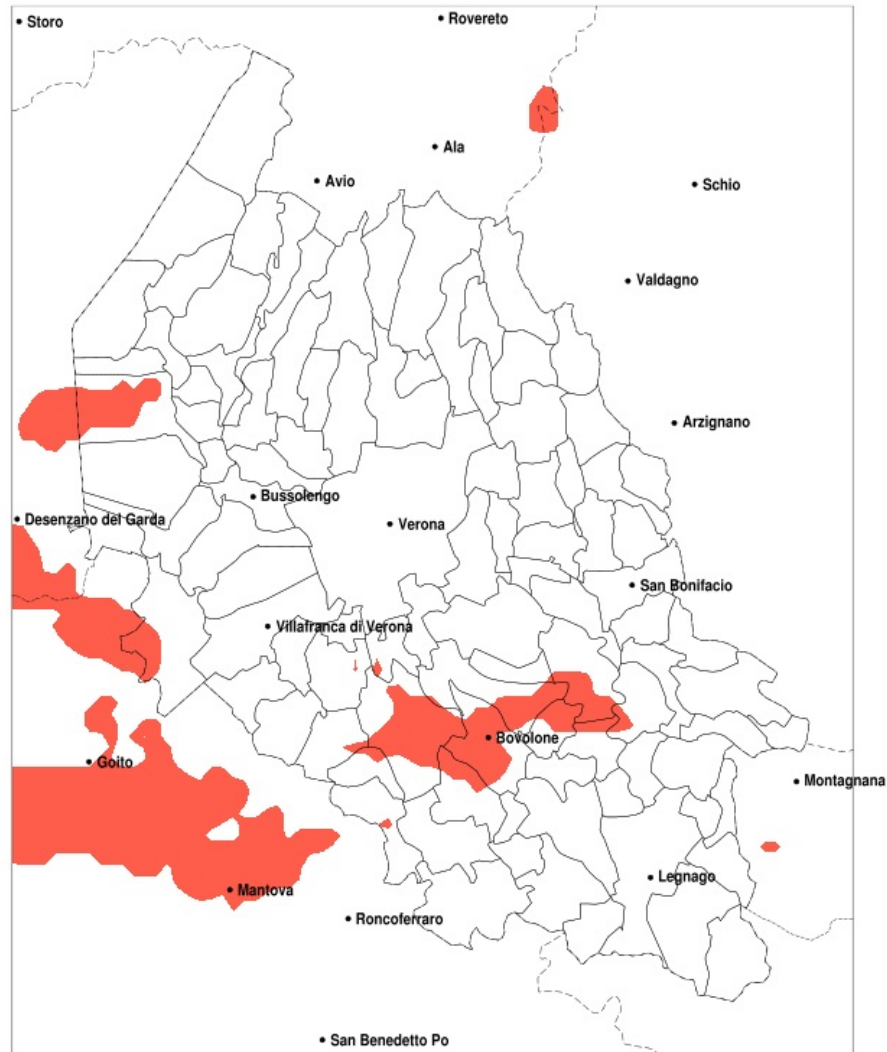 Storo
Rovereto
Ala
Avio
Schio
Valdagno
Arzignano
Bussolengo
Desenzano del Garda
Verona
San Bonifacio
Villafranca di Verona
Bovolone
Goito
Montagnana
Legnago
Mantova
Roncoferraro
San Benedetto Po